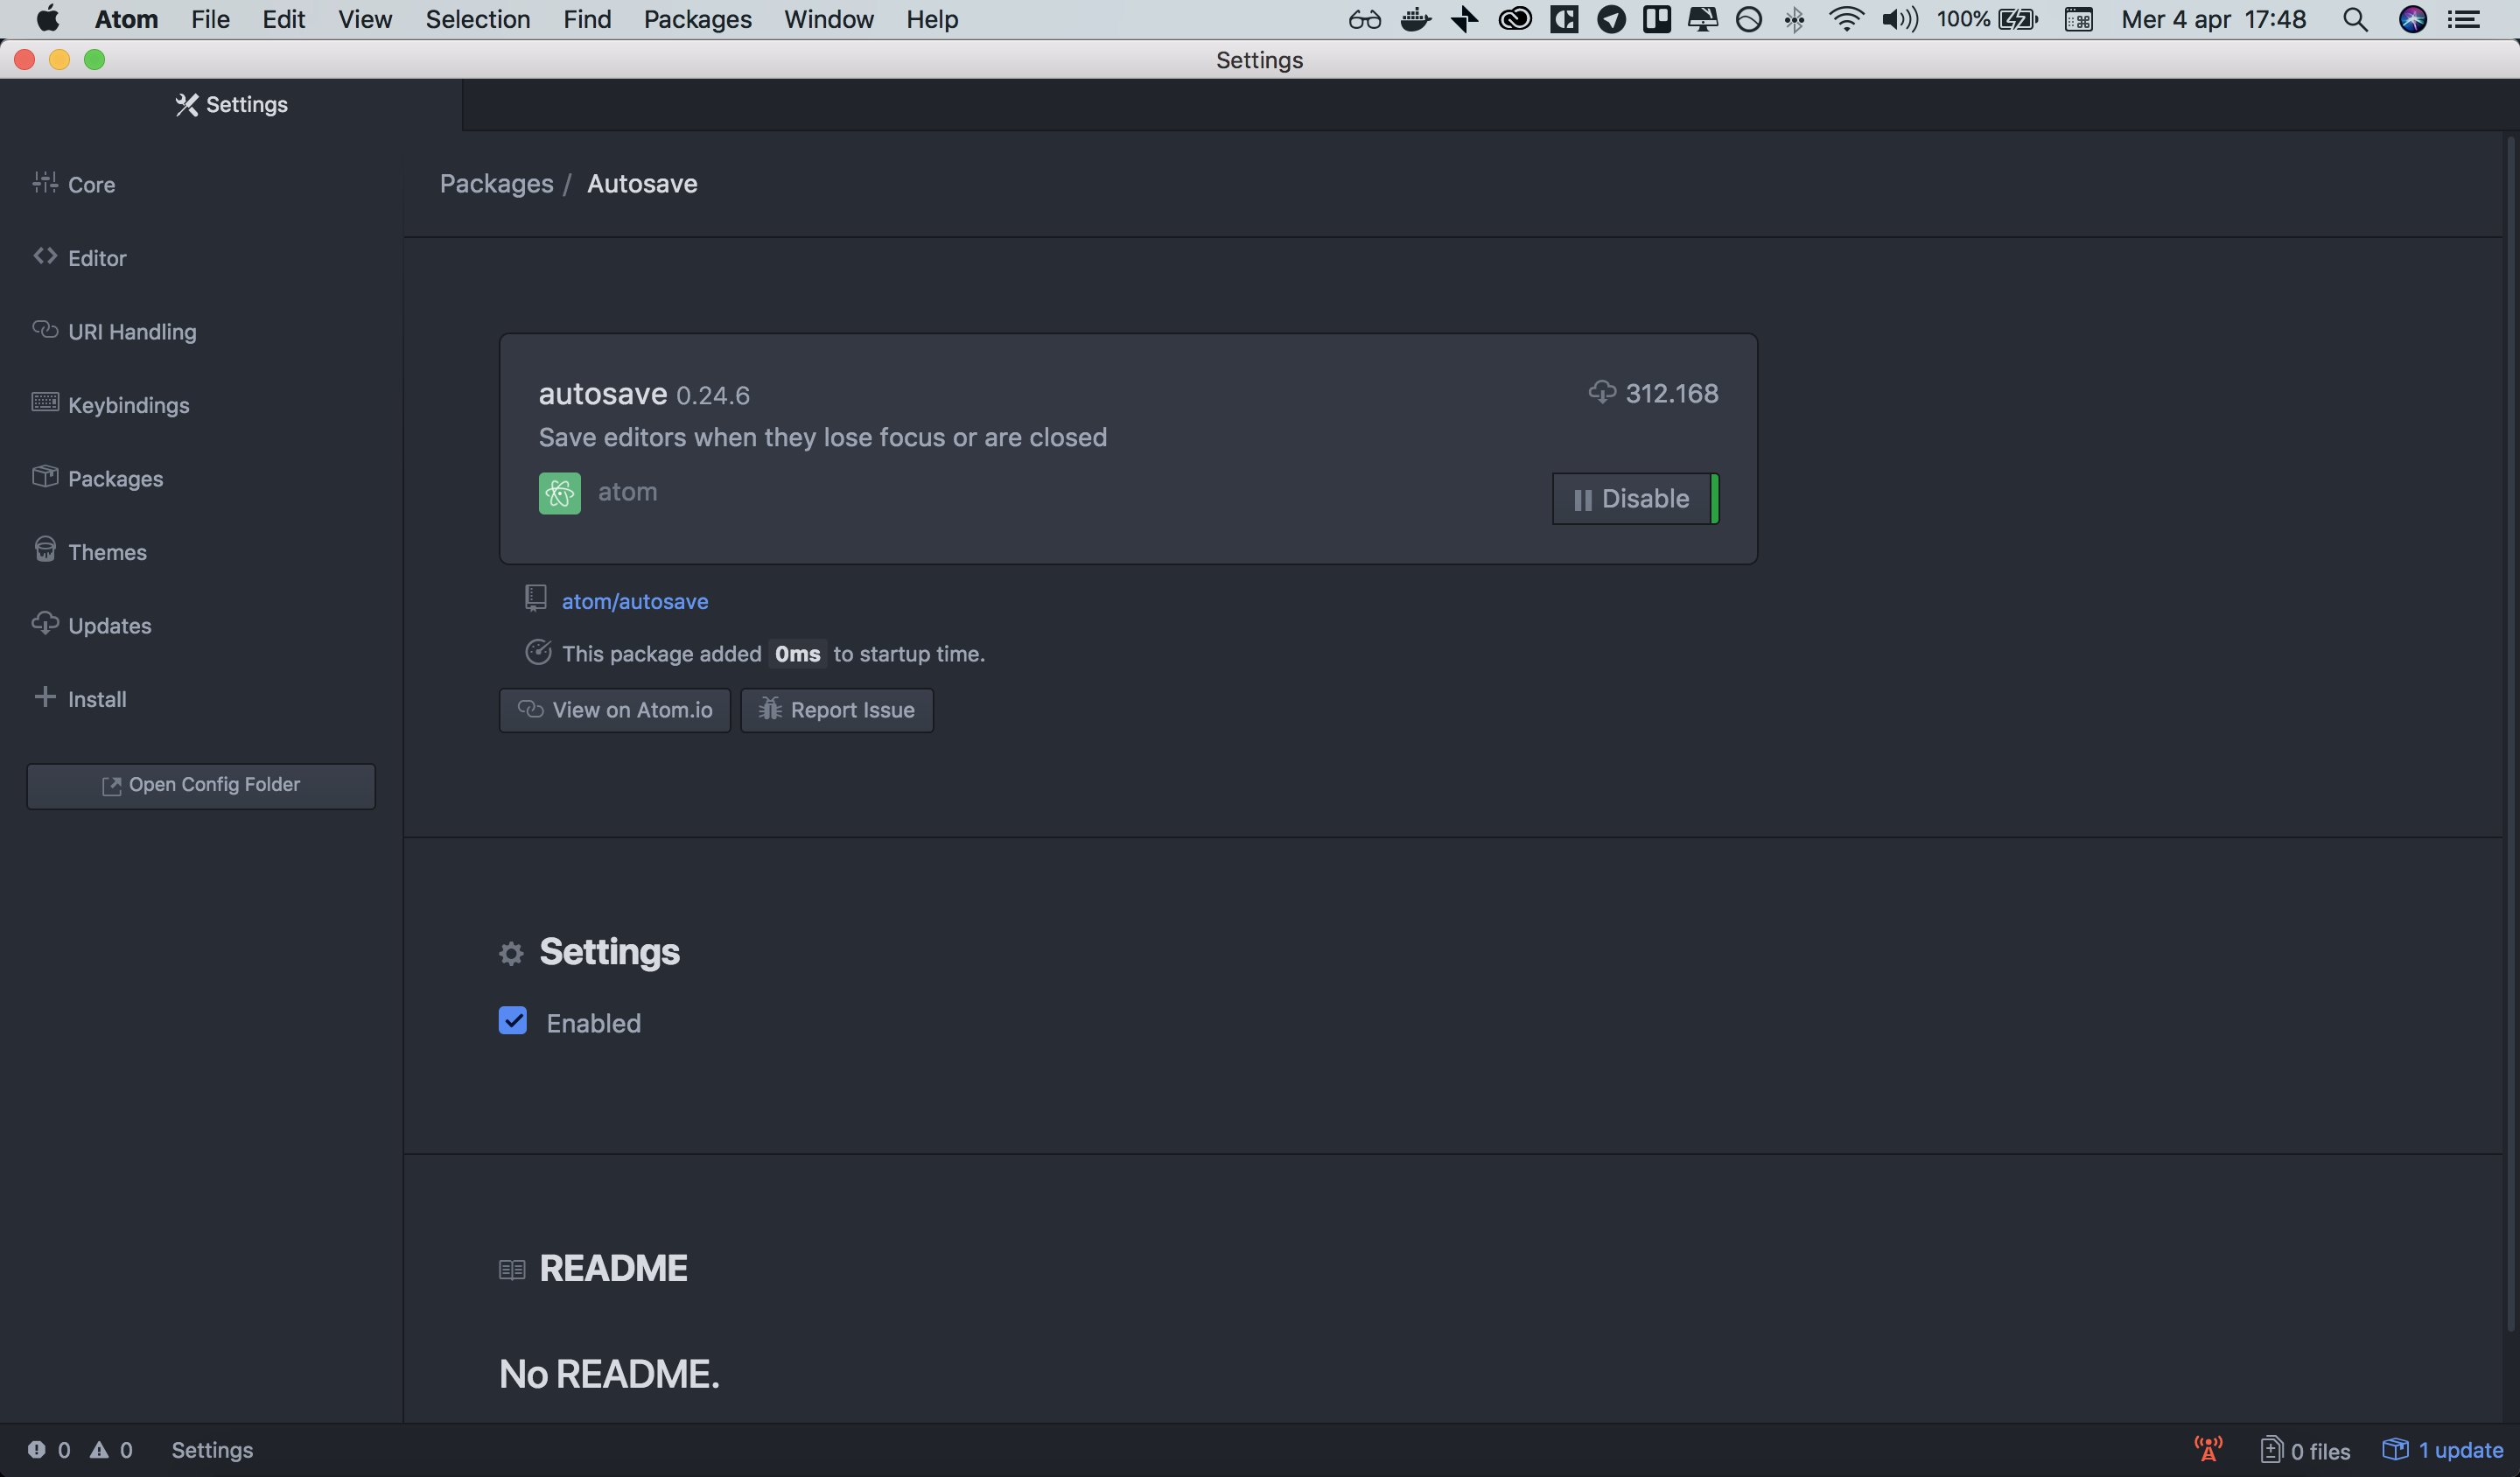 Atom File Edit View Selection Find Packages Window Help 100% Mer 4 apr 17:48
Settings
Settings
Core
Editor
URI Handling
Keybindings
Packages
Themes
Updates
Install
Open Config Folder
Packages / Autosave
autosave 0.24.6 312.168
Save editors when they lose focus or are closed
atom Disable
atom/autosave
This package added 0ms to startup time.
View on Atom.io Report Issue
Settings
Enabled
README
No README.
0 0 Settings 0 files 1 update